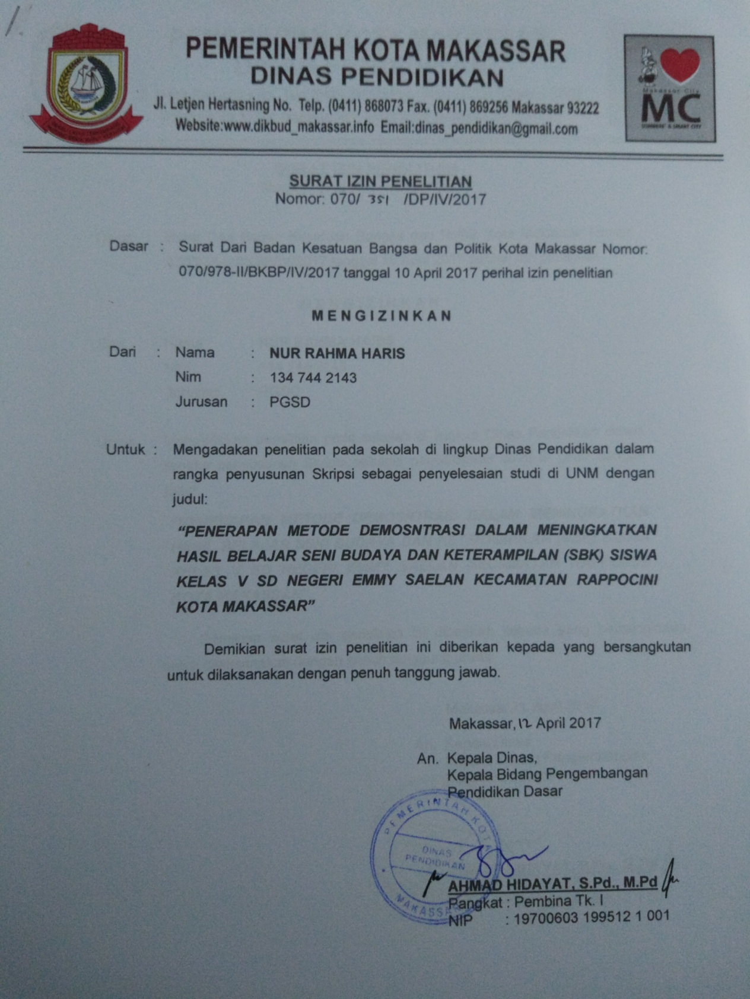 PEMERINTAH KOTA MAKASSAR
DINAS PENDIDIKAN
Jl. Letjen Hertasning No. Telp. (0411) 868073 Fax. (0411) 869256 Makassar 93222
Website:www.dikbud_makassar.info Email:dinas_pendidikan@gmail.com
Makassar City
MC
SOMBERE' & SMART CITY
SURAT IZIN PENELITIAN
Nomor: 070/ 351 /DP/IV/2017
Dasar : Surat Dari Badan Kesatuan Bangsa dan Politik Kota Makassar Nomor:
070/978-II/BKBP/IV/2017 tanggal 10 April 2017 perihal izin penelitian
MENGIZINKAN
Dari : Nama : NUR RAHMA HARIS
Nim : 134 744 2143
Jurusan : PGSD
Untuk : Mengadakan penelitian pada sekolah di lingkup Dinas Pendidikan dalam
rangka penyusunan Skripsi sebagai penyelesaian studi di UNM dengan
judul:
“PENERAPAN METODE DEMOSNTRASI DALAM MENINGKATKAN
HASIL BELAJAR SENI BUDAYA DAN KETERAMPILAN (SBK) SISWA
KELAS V SD NEGERI EMMY SAELAN KECAMATAN RAPPOCINI
KOTA MAKASSAR”
Demikian surat izin penelitian ini diberikan kepada yang bersangkutan
untuk dilaksanakan dengan penuh tanggung jawab.
Makassar, 12 April 2017
An. Kepala Dinas,
Kepala Bidang Pengembangan
Pendidikan Dasar
PEMERINTAH KOTA
DINAS
PENDIDIKAN
MAKASSAR
AHMAD HIDAYAT, S.Pd., M.Pd
Pangkat : Pembina Tk. I
NIP : 19700603 199512 1 001